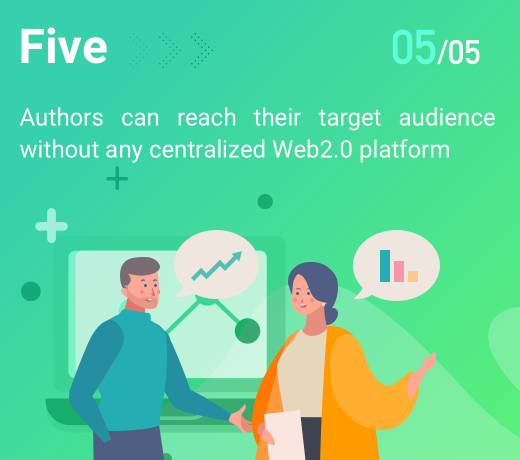 Five
05/05
Authors can reach their target audience
without any centralized Web2.0 platform